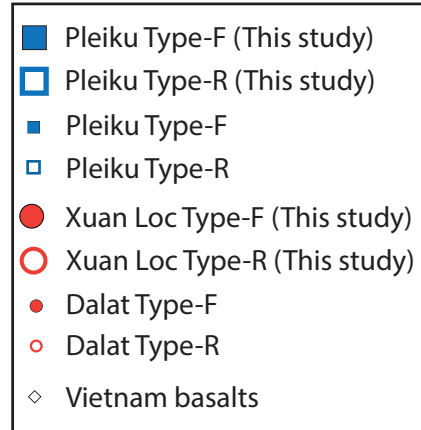 Pleiku Type-F (This study)
Pleiku Type-R (This study)
Pleiku Type-F
Pleiku Type-R
Xuan Loc Type-F (This study)
Xuan Loc Type-R (This study)
Dalat Type-F
Dalat Type-R
Vietnam basalts